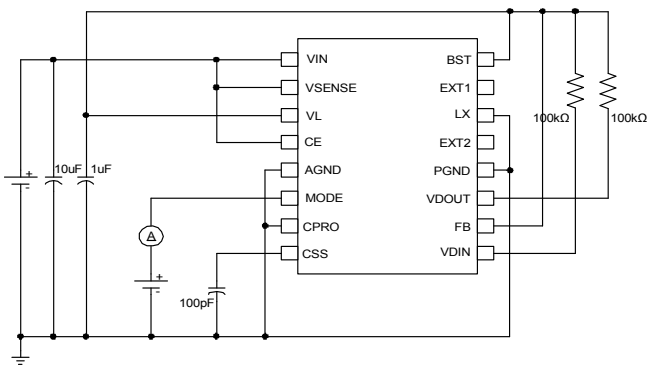 VIN BST
VSENSE EXT1
VL LX
CE EXT2
AGND PGND
MODE VDOUT
CPRO FB
CSS VDIN
100kΩ 100kΩ
+ 10uF 1uF
-
A
+
-
100pF